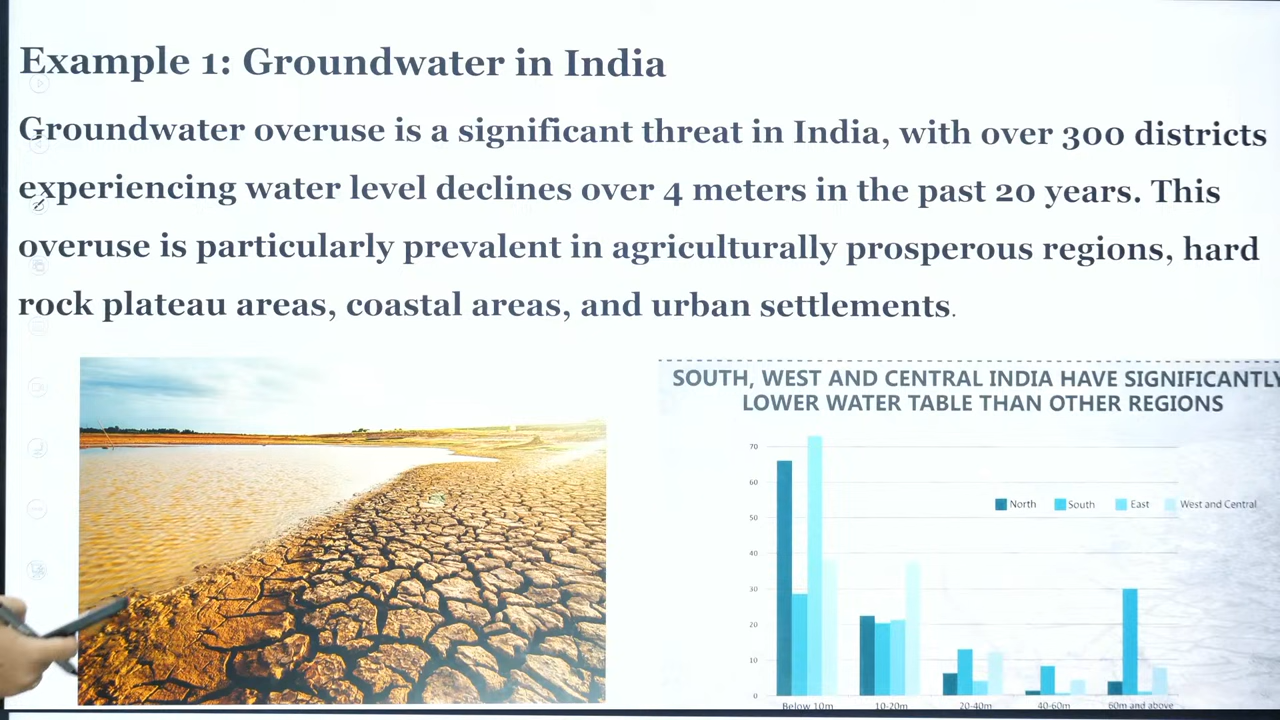 Example 1: Groundwater in India
Groundwater overuse is a significant threat in India, with over 300 districts
experiencing water level declines over 4 meters in the past 20 years. This
overuse is particularly prevalent in agriculturally prosperous regions, hard
rock plateau areas, coastal areas, and urban settlements.
SOUTH, WEST AND CENTRAL INDIA HAVE SIGNIFICANTLY
LOWER WATER TABLE THAN OTHER REGIONS
70
60
50
40
30
20
10
0
North South East West and Central
Below 10m 10-20m 20-40m 40-60m 60m and above